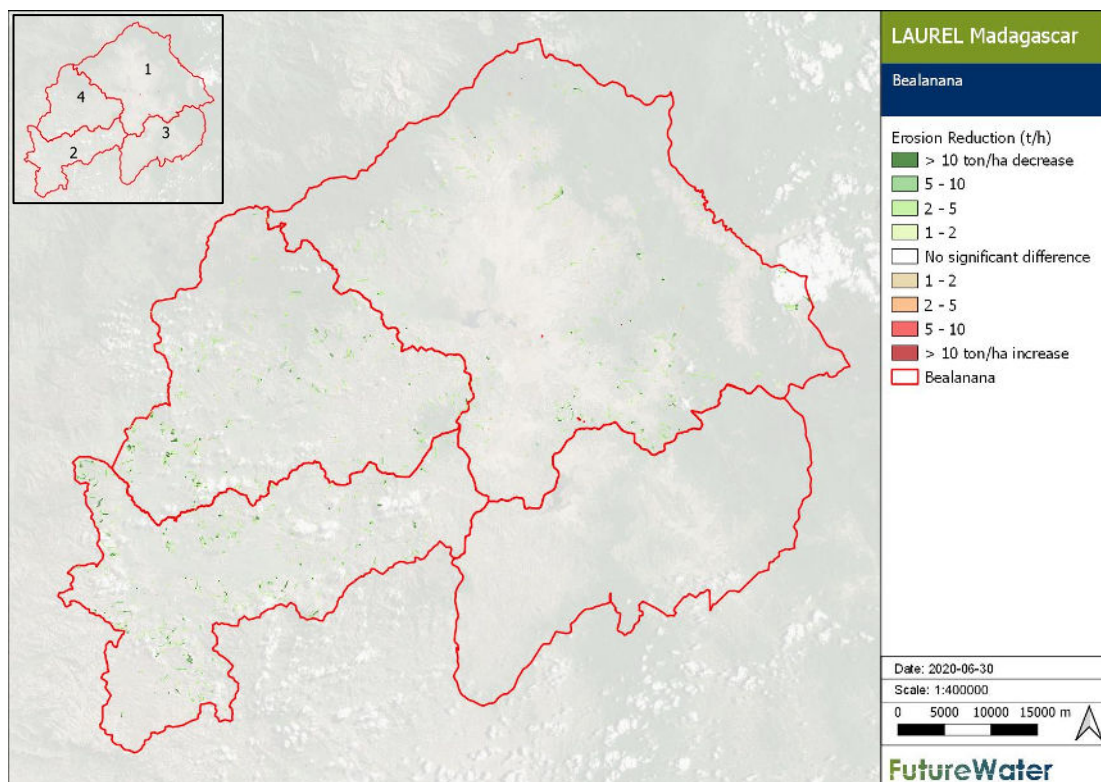 1
4
3
2
LAUREL Madagascar
Bealanana
Erosion Reduction (t/h)
> 10 ton/ha decrease
5 - 10
2 - 5
1 - 2
No significant difference
1 - 2
2 - 5
5 - 10
> 10 ton/ha increase
Bealanana
Date: 2020-06-30
Scale: 1:400000
0 5000 10000 15000 m
FutureWater